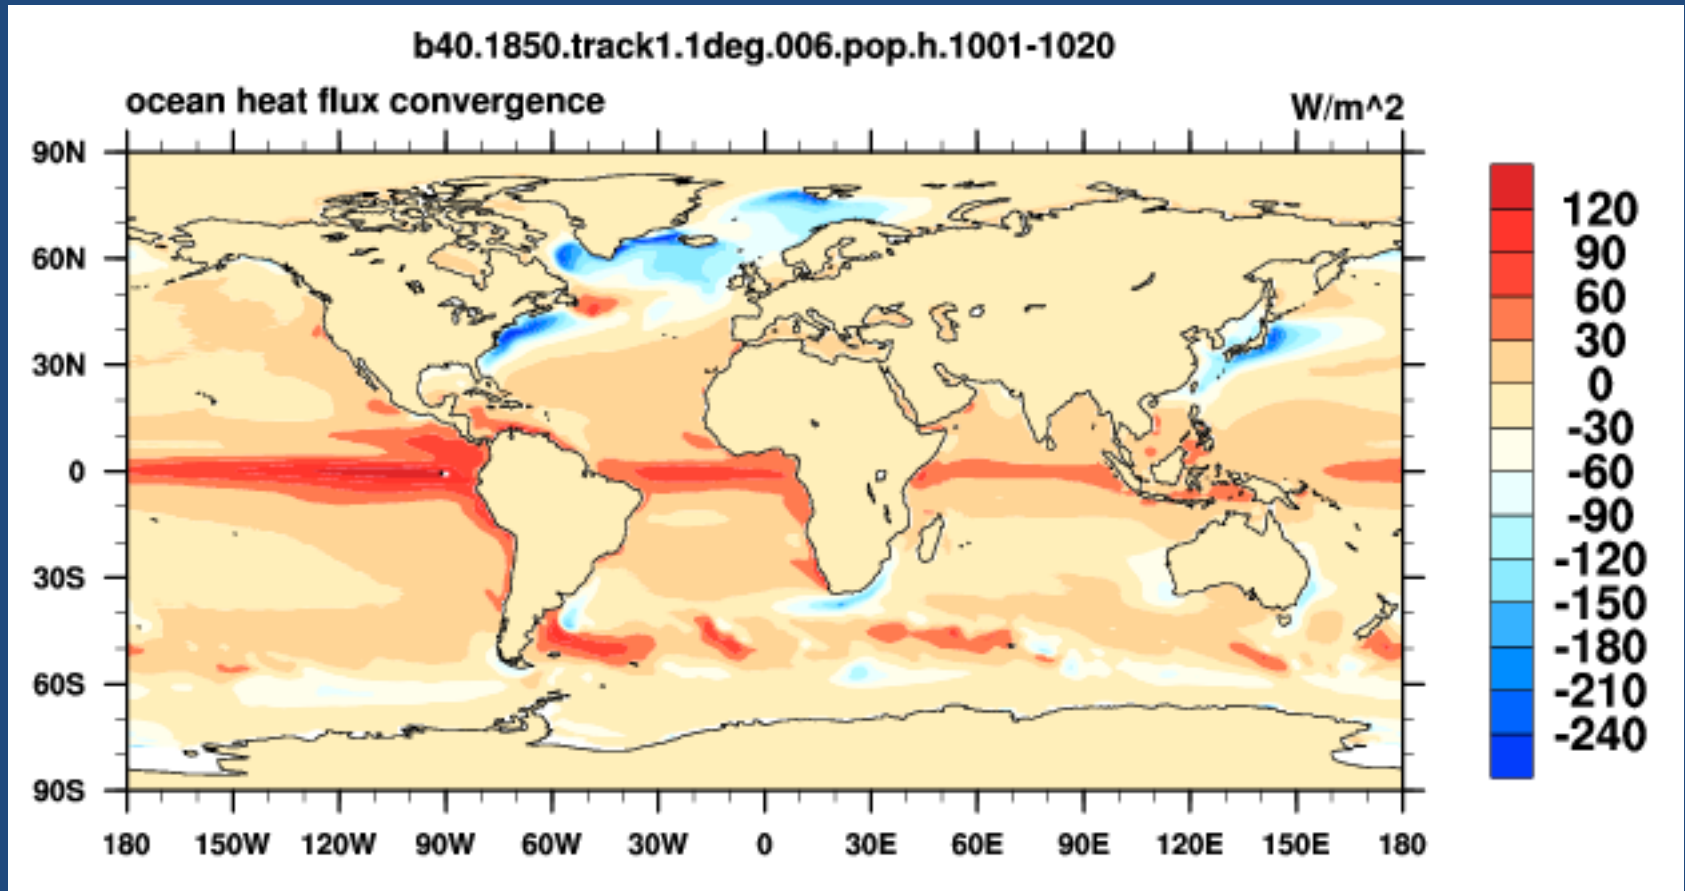 b40.1850.track1.1deg.006.pop.h.1001-1020
ocean heat flux convergence W/m^2
90N
60N
30N
0
30S
60S
90S
180 150W 120W 90W 60W 30W 0 30E 60E 90E 120E 150E 180
120
90
60
30
0
-30
-60
-90
-120
-150
-180
-210
-240